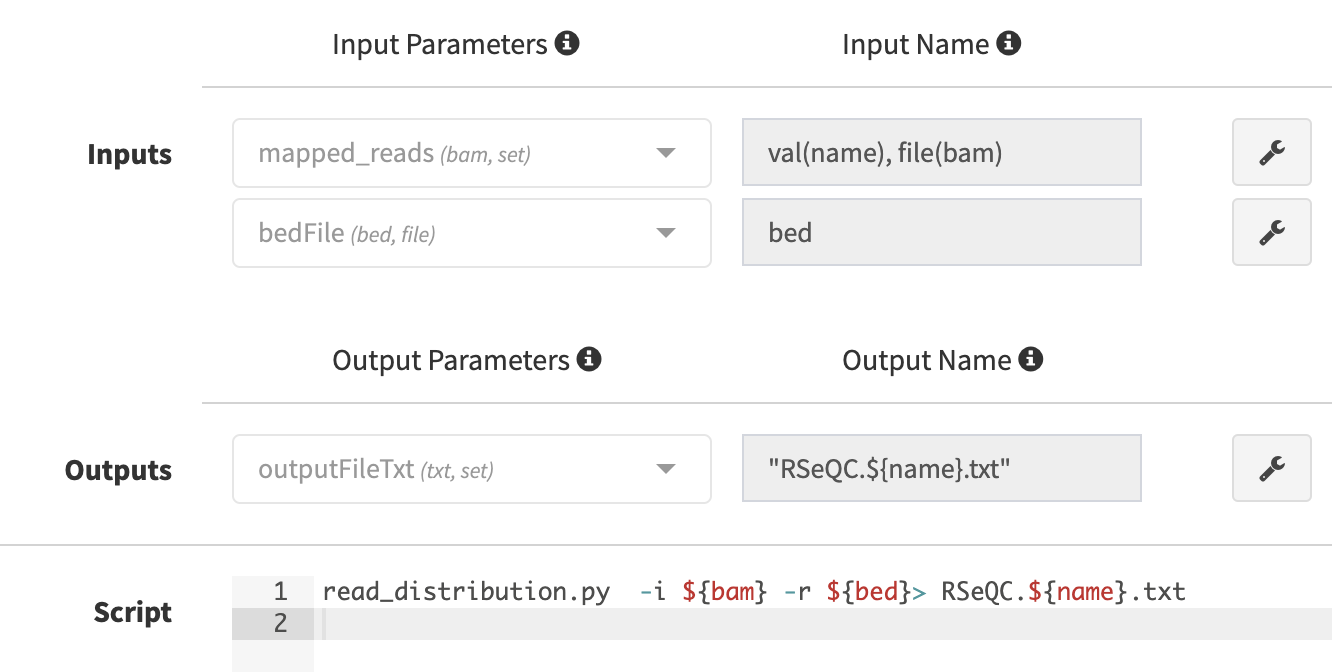 Input Parameters Input Name
Inputs mapped_reads (bam, set) val(name), file(bam)
bedFile (bed, file) bed
Output Parameters Output Name
Outputs outputFileTxt (txt, set) "RSeQC.${name}.txt"
Script 1 read_distribution.py  -i ${bam} -r ${bed}> RSeQC.${name}.txt
2